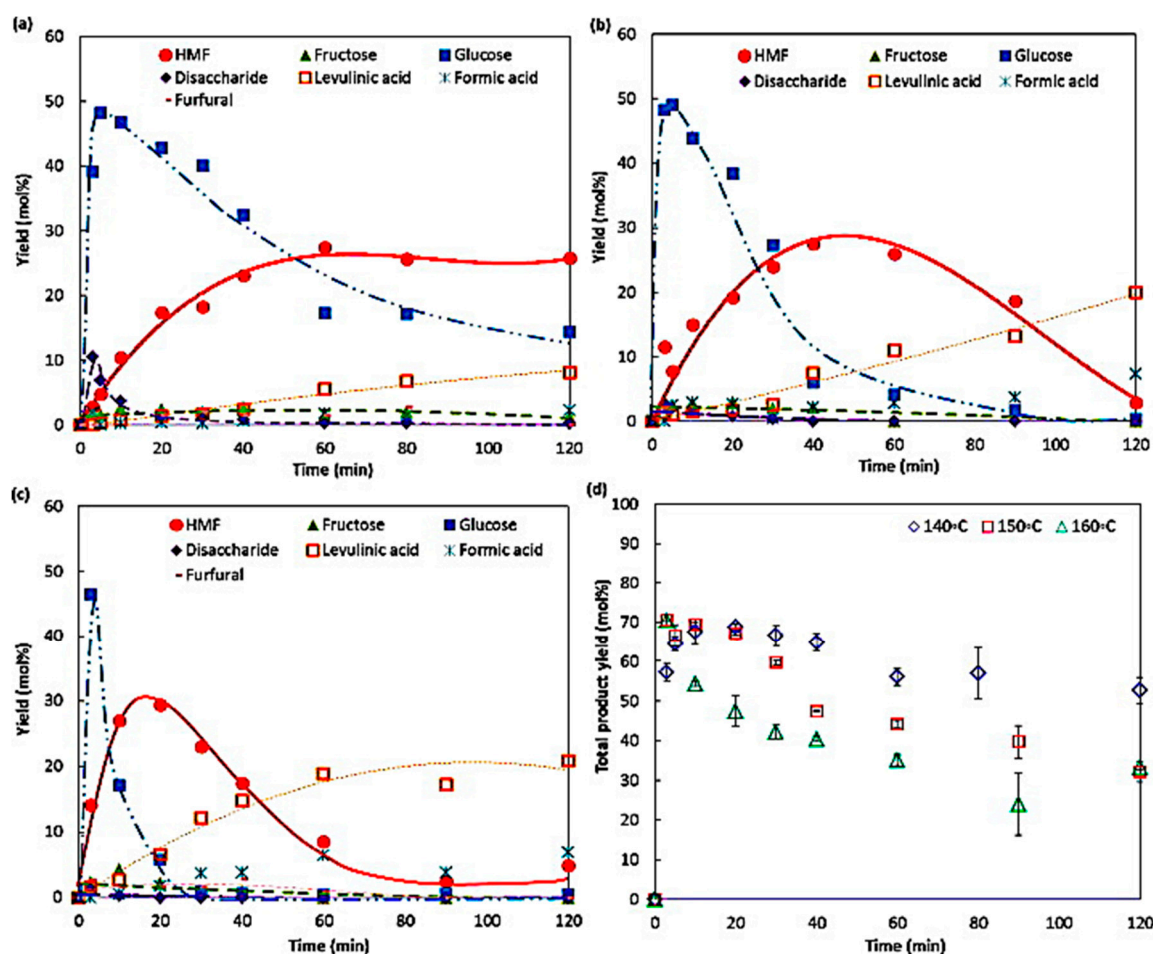 (a)
60
50
40
30
20
10
0
Yield (mol%)
HMF Fructose Glucose
Disaccharide Levulinic acid Formic acid
Furfural
0 20 40 60 80 100 120
Time (min)
(b)
60
50
40
30
20
10
0
Yield (mol%)
HMF Fructose Glucose
Disaccharide Levulinic acid Formic acid
0 20 40 60 80 100 120
Time (min)
(c)
60
50
40
30
20
10
0
Yield (mol%)
HMF Fructose Glucose
Disaccharide Levulinic acid Formic acid
Furfural
0 20 40 60 80 100 120
Time (min)
(d)
100
90
80
70
60
50
40
30
20
10
0
Total product yield (mol%)
140◦C 150◦C 160◦C
0 20 40 60 80 100 120
Time (min)